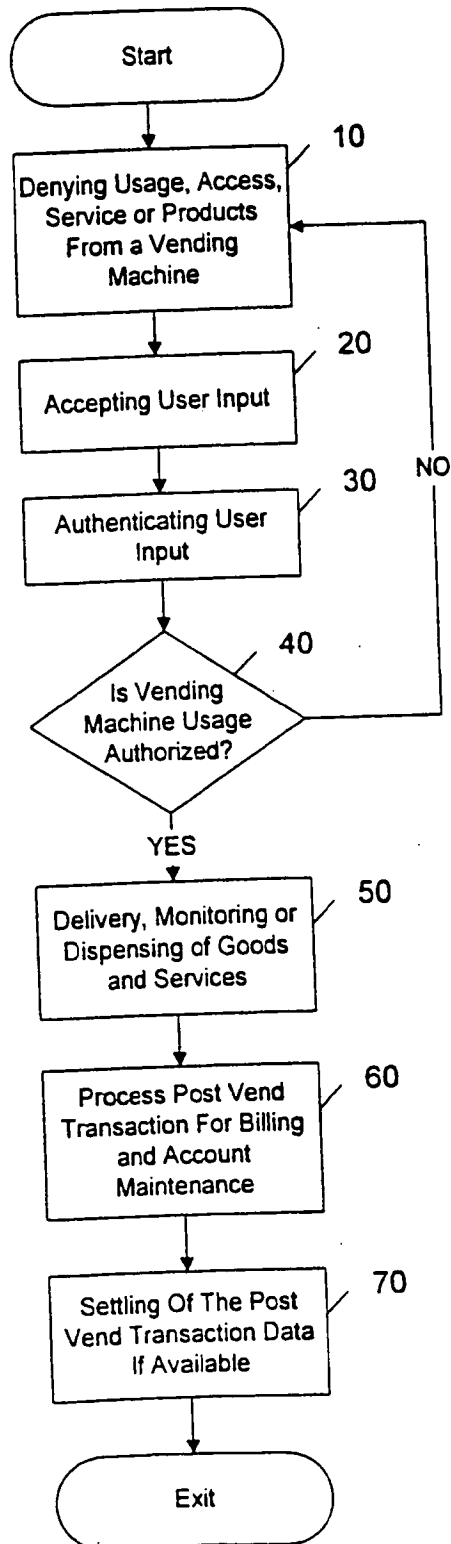 Start
10
Denying Usage, Access,
Service or Products
From a Vending
Machine
20
Accepting User Input
30
Authenticating User
Input
NO
40
Is Vending
Machine Usage
Authorized?
YES
50
Delivery, Monitoring or
Dispensing of Goods
and Services
60
Process Post Vend
Transaction For Billing
and Account
Maintenance
70
Settling Of The Post
Vend Transaction Data
If Available
Exit